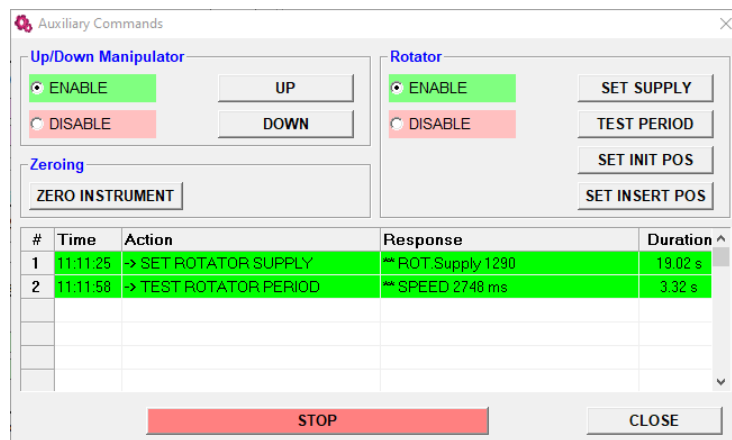 Auxiliary Commands
Up/Down Manipulator
ENABLE
UP
DISABLE
DOWN
Zeroing
ZERO INSTRUMENT
Rotator
ENABLE
SET SUPPLY
DISABLE
TEST PERIOD
SET INIT POS
SET INSERT POS
# Time Action Response Duration
1 11:11:25 -> SET ROTATOR SUPPLY ** ROT.Supply 1290 19.02 s
2 11:11:58 -> TEST ROTATOR PERIOD ** SPEED 2748 ms 3.32 s
STOP
CLOSE